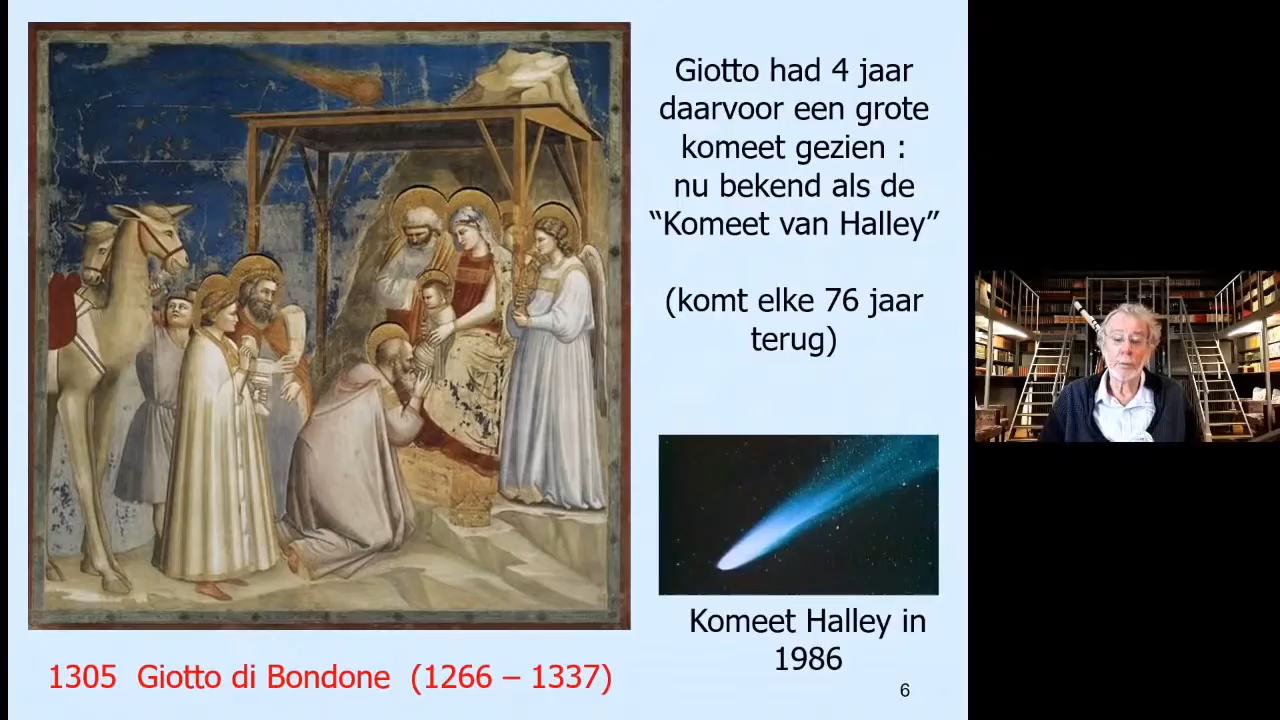 Giotto had 4 jaar
daarvoor een grote
komeet gezien :
nu bekend als de
“Komeet van Halley”
(komt elke 76 jaar
terug)
Komeet Halley in
1986
1305 Giotto di Bondone (1266 – 1337)
6